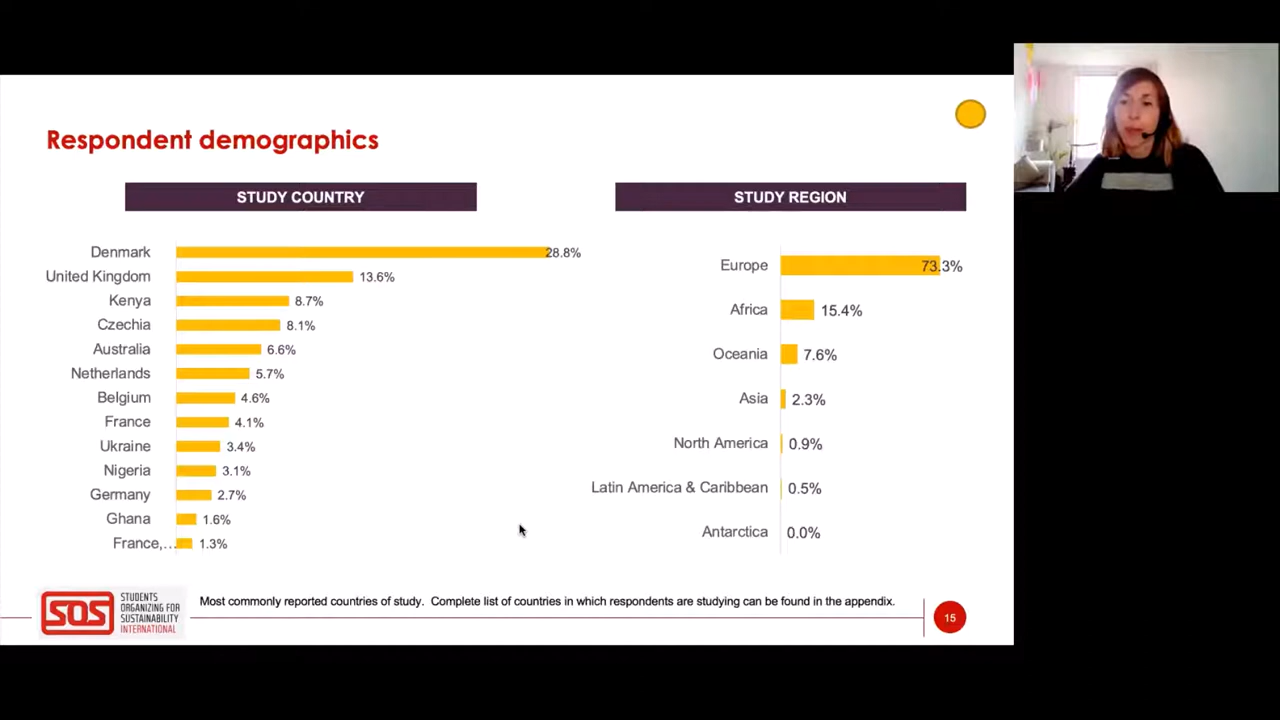 Respondent demographics
STUDY COUNTRY
Denmark 28.8%
United Kingdom 13.6%
Kenya 8.7%
Czechia 8.1%
Australia 6.6%
Netherlands 5.7%
Belgium 4.6%
France 4.1%
Ukraine 3.4%
Nigeria 3.1%
Germany 2.7%
Ghana 1.6%
France,... 1.3%
STUDY REGION
Europe 73.3%
Africa 15.4%
Oceania 7.6%
Asia 2.3%
North America 0.9%
Latin America & Caribbean 0.5%
Antarctica 0.0%
SOS
STUDENTS
ORGANIZING FOR
SUSTAINABILITY
INTERNATIONAL
Most commonly reported countries of study. Complete list of countries in which respondents are studying can be found in the appendix.
15